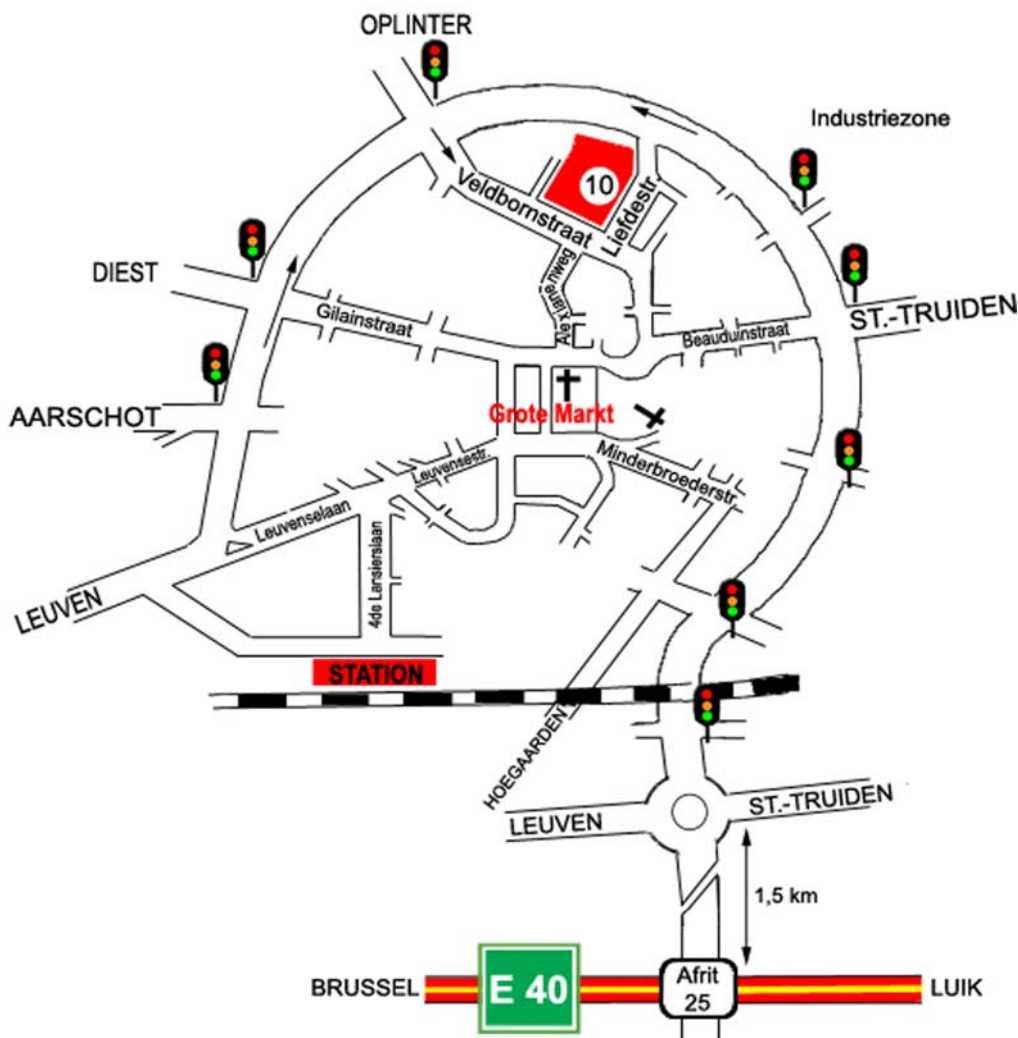 OPLINTER
Industriezone
10
Veldbornstraat
Liefdestr.
DIEST
Alexianenweg
Gilainstraat
Beauduinstraat
ST.-TRUIDEN
AARSCHOT
Grote Markt
Leuvensestr.
Minderbroederstr.
Leuvenselaan
4de Lansierslaan
LEUVEN
STATION
HOEGAARDEN
LEUVEN
ST.-TRUIDEN
1,5 km
BRUSSEL
E 40
Afrit
25
LUIK